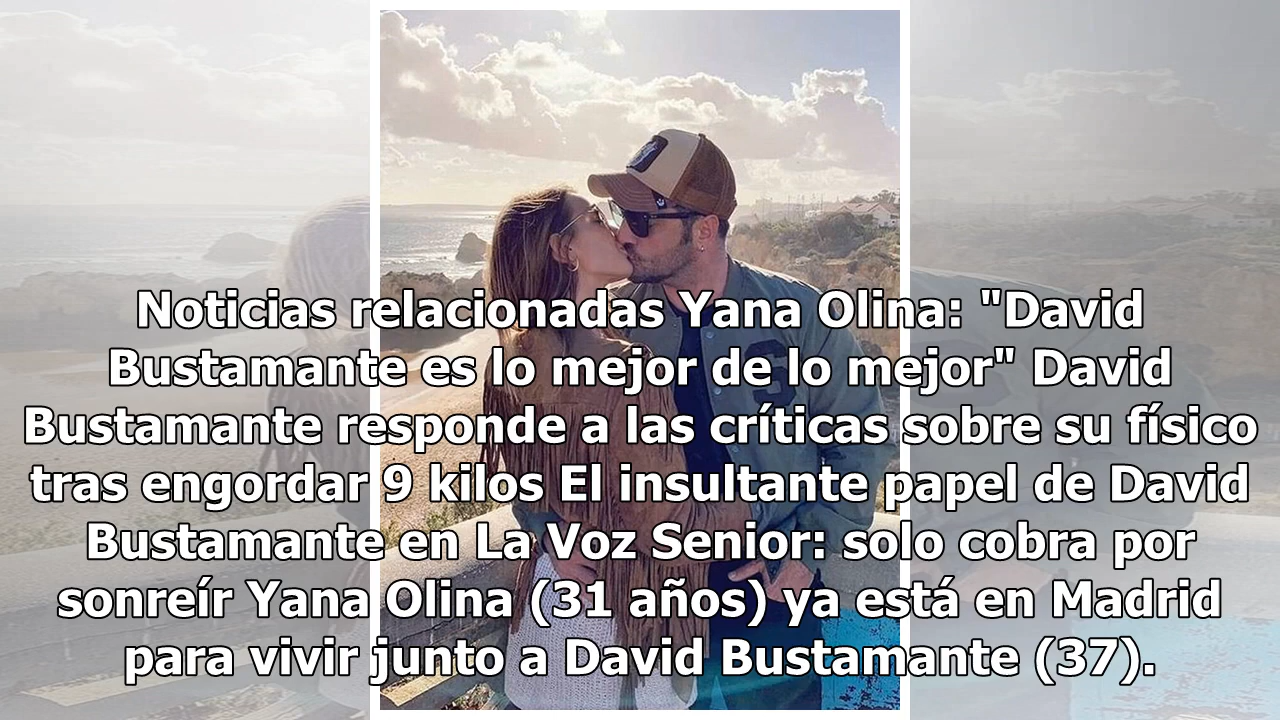 Noticias relacionadas Yana Olina: "David
Bustamante es lo mejor de lo mejor" David
Bustamante responde a las críticas sobre su físico
tras engordar 9 kilos El insultante papel de David
Bustamante en La Voz Senior: solo cobra por
sonreír Yana Olina (31 años) ya está en Madrid
para vivir junto a David Bustamante (37).